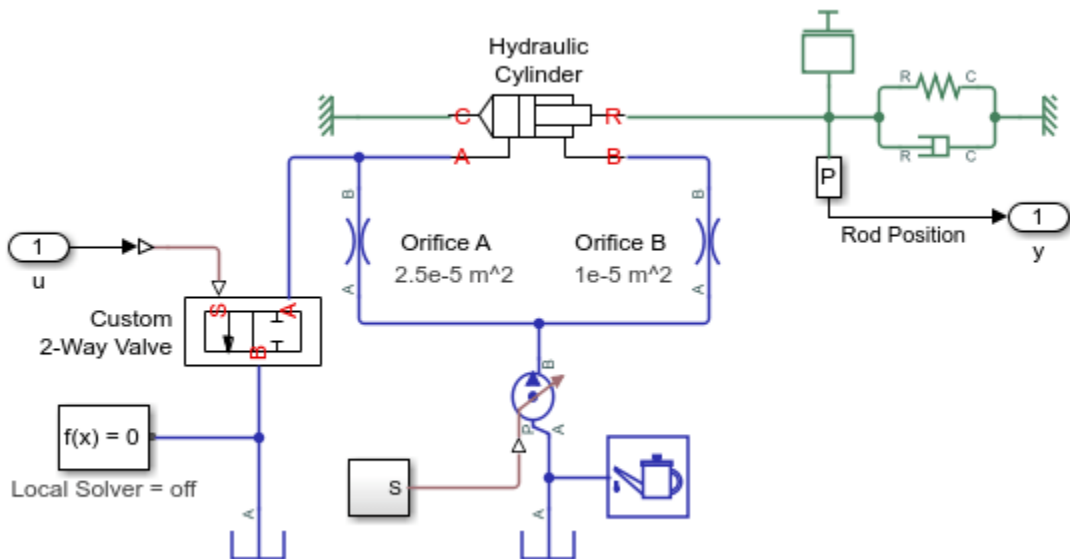 Hydraulic
Cylinder
C
R
A
B
R
C
R
C
P
1
y
Rod Position
B
B
Orifice A
2.5e-5 m^2
Orifice B
1e-5 m^2
A
A
1
u
S
A
B
Custom
2-Way Valve
B
P
A
f(x) = 0
Local Solver = off
S
A
A